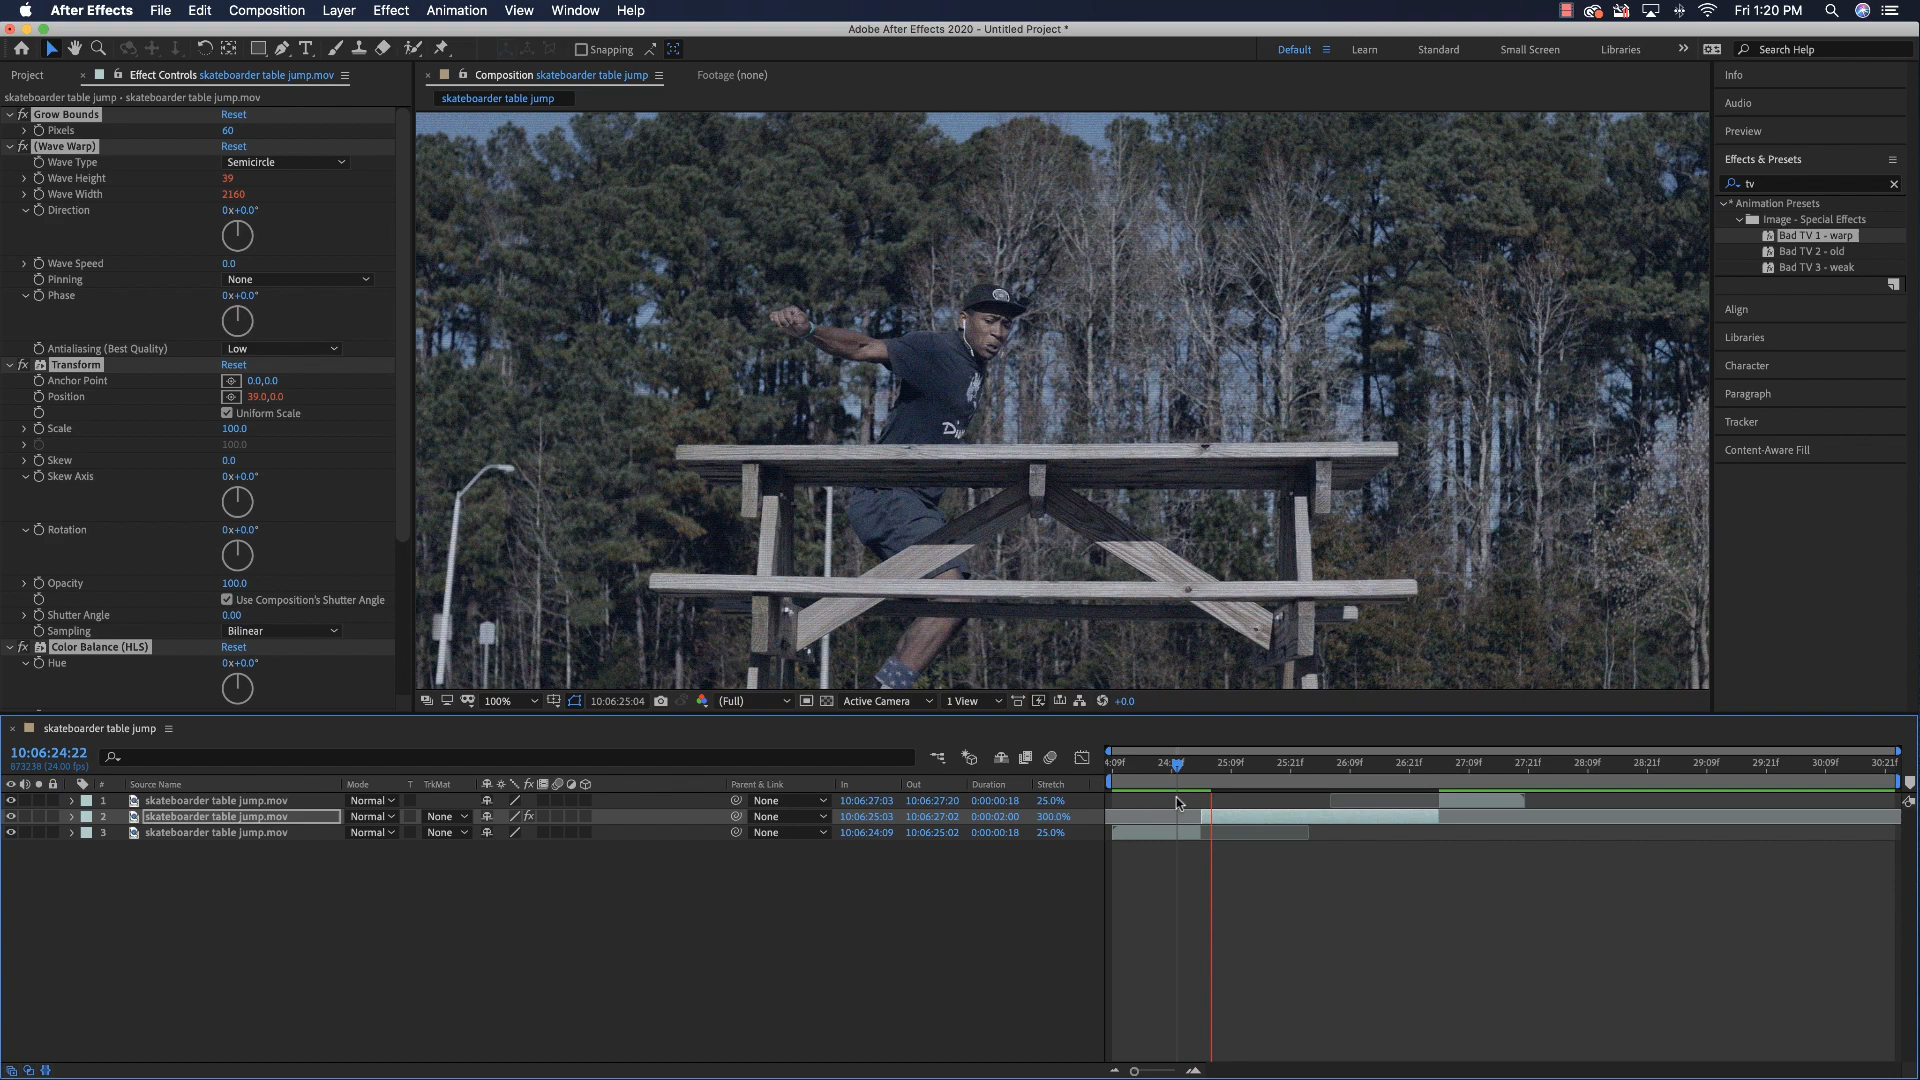 After Effects File Edit Composition Layer Effect Animation View Window Help Fri 1:20 PM
Adobe After Effects 2020 - Untitled Project *
Snapping Default Learn Standard Small Screen Libraries Search Help
Project Effect Controls skateboarder table jump.mov Composition skateboarder table jump Footage (none) Info
skateboarder table jump • skateboarder table jump.mov
skateboarder table jump
Audio
Grow Bounds Reset
Pixels 60
Preview
(Wave Warp) Reset
Wave Type Semicircle
Effects & Presets
Wave Height 39
tv
Wave Width 2160
Animation Presets
Direction 0x+0.0°
Image - Special Effects
Bad TV 1 - warp
Bad TV 2 - old
Wave Speed 0.0
Bad TV 3 - weak
Pinning None
Phase 0x+0.0°
Align
Libraries
Antialiasing (Best Quality) Low
Transform Reset
Character
Anchor Point 0.0,0.0
Position 39.0,0.0
Paragraph
Uniform Scale
Scale 100.0
Tracker
100.0
Content-Aware Fill
Skew 0.0
Skew Axis 0x+0.0°
Rotation 0x+0.0°
Opacity 100.0
Use Composition's Shutter Angle
Shutter Angle 0.00
Sampling Bilinear
Color Balance (HLS) Reset
Hue 0x+0.0°
100% 10:06:25:04 (Full) Active Camera 1 View +0.0
skateboarder table jump
10:06:24:22
873238 (24.00 fps)
25:09f 25:21f 26:09f 26:21f 27:09f 27:21f 28:09f 28:21f 29:09f 29:21f 30:09f 30:21f
# Source Name Mode T TrkMat Parent & Link In Out Duration Stretch
1 skateboarder table jump.mov Normal None 10:06:27:03 10:06:27:20 0:00:00:18 25.0%
2 skateboarder table jump.mov Normal None None 10:06:25:03 10:06:27:02 0:00:02:00 300.0%
3 skateboarder table jump.mov Normal None None 10:06:24:09 10:06:25:02 0:00:00:18 25.0%